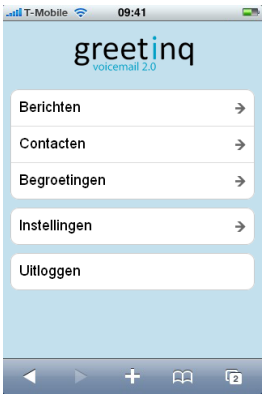 T-Mobile 09:41
greetinq
voicemail 2.0
Berichten
Contacten
Begroetingen
Instellingen
Uitloggen
2